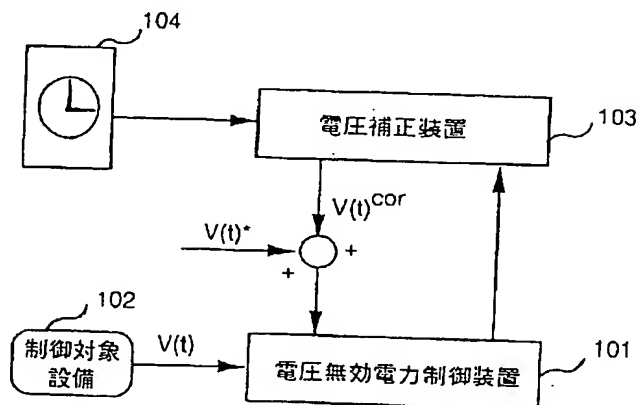 104
電圧補正装置
103
V(t)cor
V(t)*
+
+
102
制御対象
設備
V(t)
電圧無効電力制御装置
101